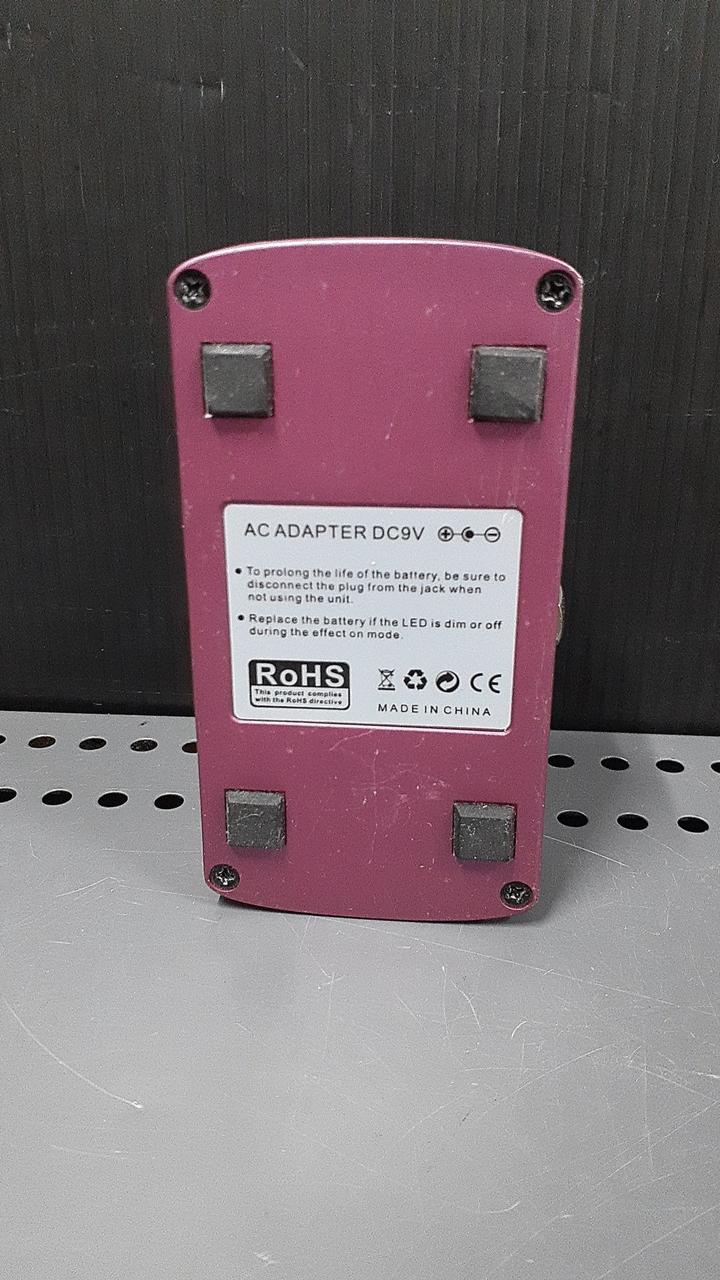 AC ADAPTER DC9V
• To prolong the life of the battery, be sure to
disconnect the plug from the jack when
not using the unit.
• Replace the battery if the LED is dim or off
during the effect on mode.
RoHS
This product complies
with the RoHS directive
CE
MADE IN CHINA